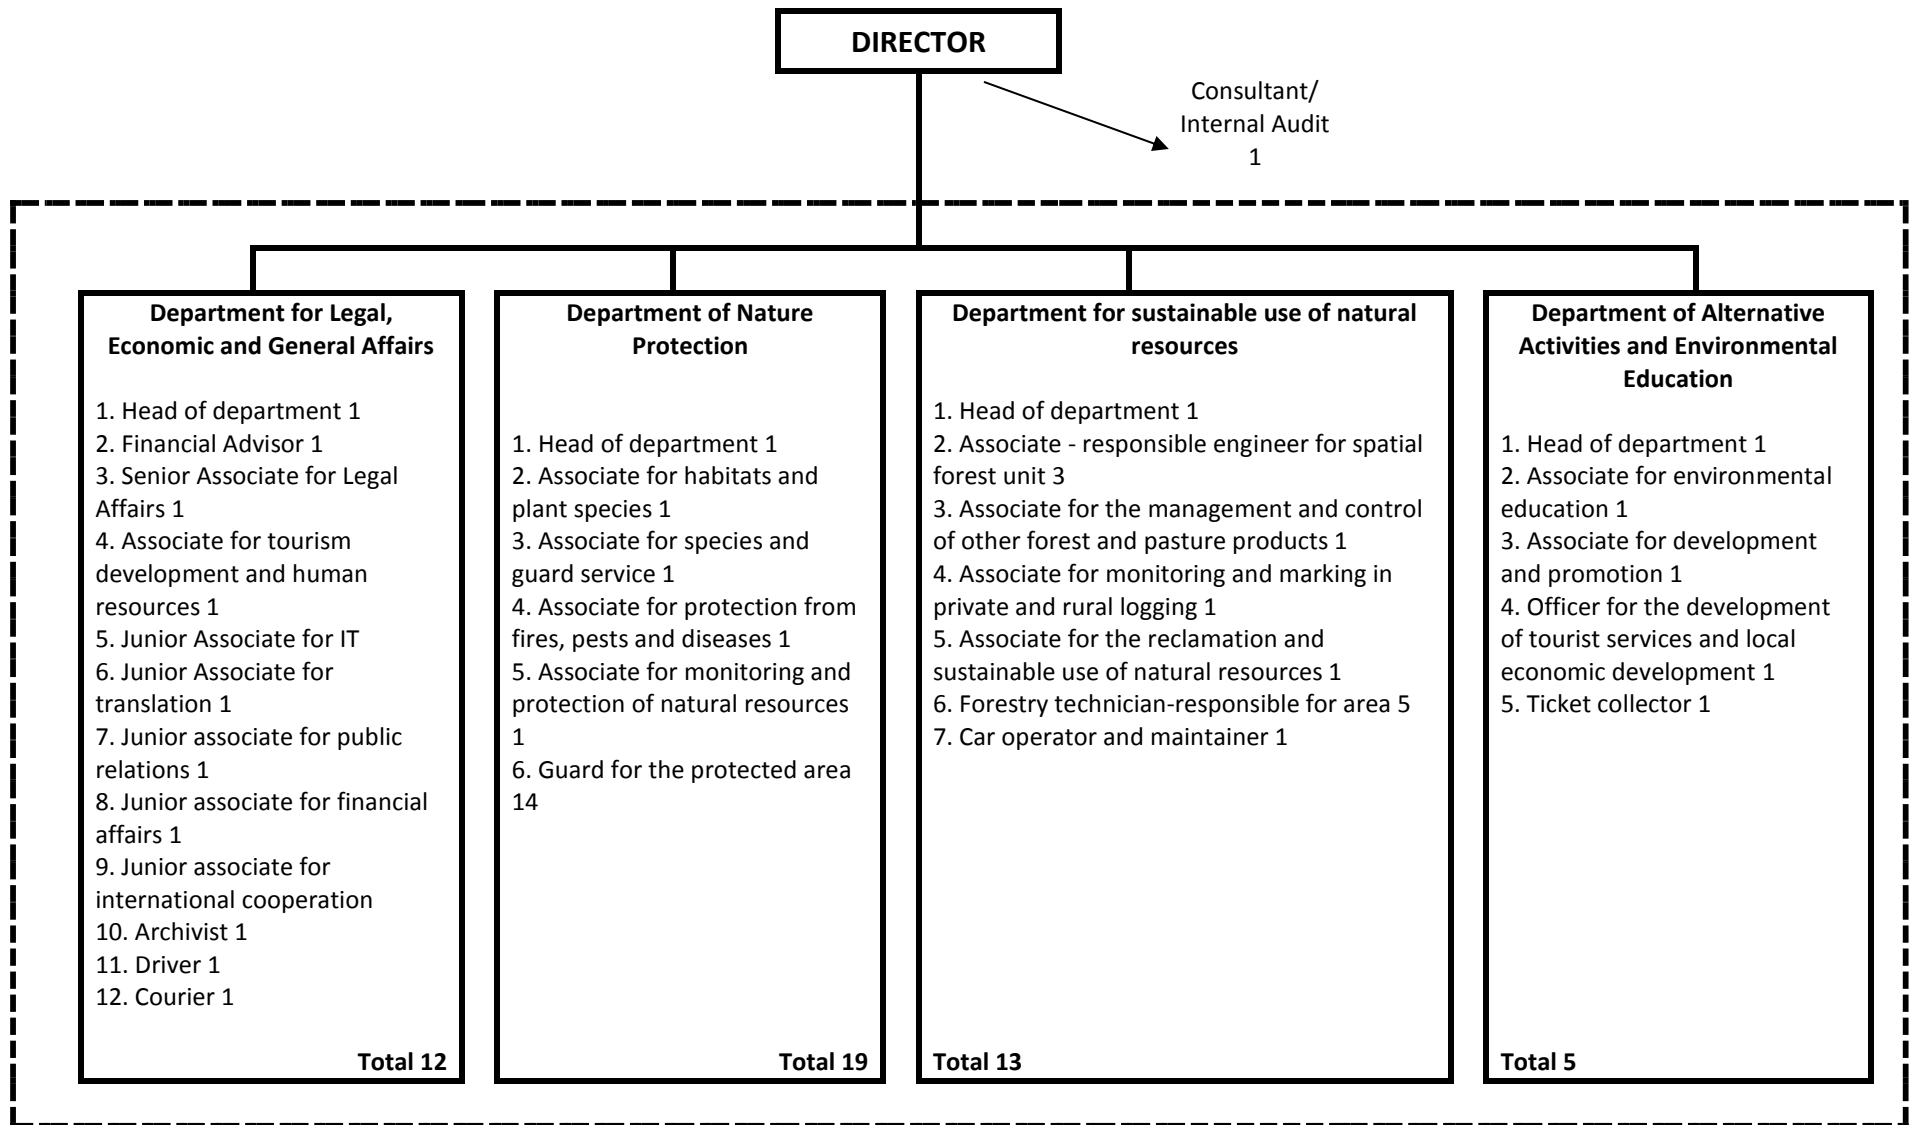 DIRECTOR
Consultant/
Internal Audit
1
Department for Legal,
Economic and General Affairs
1. Head of department 1
2. Financial Advisor 1
3. Senior Associate for Legal
Affairs 1
4. Associate for tourism
development and human
resources 1
5. Junior Associate for IT
6. Junior Associate for
translation 1
7. Junior associate for public
relations 1
8. Junior associate for financial
affairs 1
9. Junior associate for
international cooperation
10. Archivist 1
11. Driver 1
12. Courier 1
Total 12
Department of Nature
Protection
1. Head of department 1
2. Associate for habitats and
plant species 1
3. Associate for species and
guard service 1
4. Associate for protection from
fires, pests and diseases 1
5. Associate for monitoring and
protection of natural resources
1
6. Guard for the protected area
14
Total 19
Department for sustainable use of natural
resources
1. Head of department 1
2. Associate - responsible engineer for spatial
forest unit 3
3. Associate for the management and control
of other forest and pasture products 1
4. Associate for monitoring and marking in
private and rural logging 1
5. Associate for the reclamation and
sustainable use of natural resources 1
6. Forestry technician-responsible for area 5
7. Car operator and maintainer 1
Total 13
Department of Alternative
Activities and Environmental
Education
1. Head of department 1
2. Associate for environmental
education 1
3. Associate for development
and promotion 1
4. Officer for the development
of tourist services and local
economic development 1
5. Ticket collector 1
Total 5